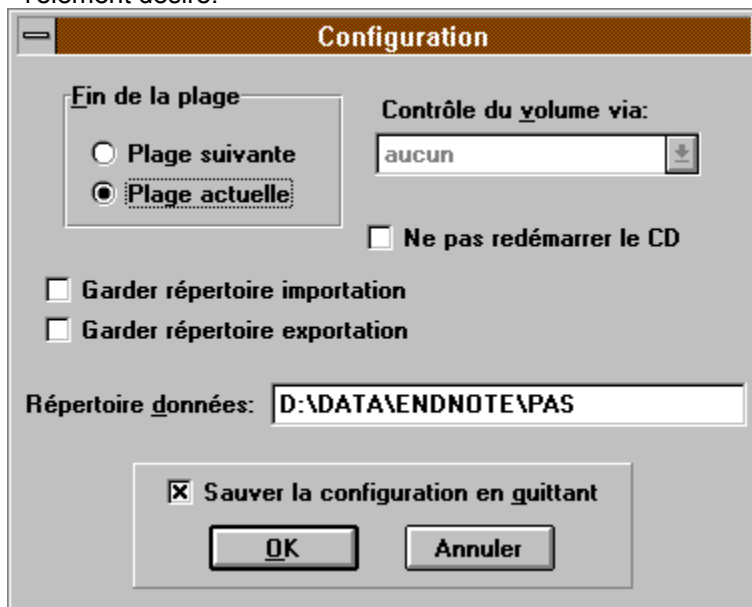 Configuration
Fin de la plage
Plage suivante
Plage actuelle
Contrôle du volume via:
aucun
Ne pas redémarrer le CD
Garder répertoire importation
Garder répertoire exportation
Répertoire données: D:\DATA\ENDNOTE\PAS
Sauver la configuration en quittant
OK Annuler